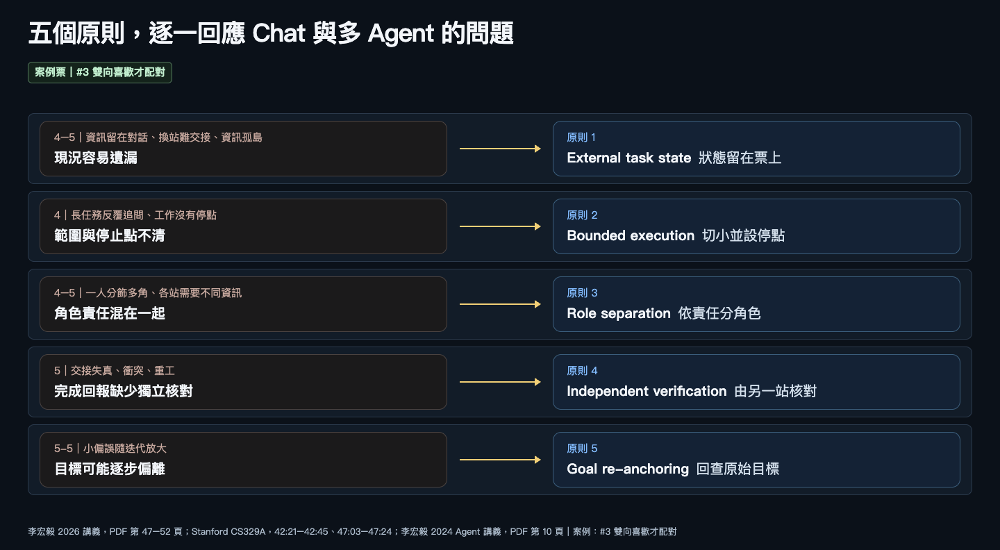 五個原則，逐一回應 Chat 與多 Agent 的問題
案例票｜#3 雙向喜歡才配對
4—5｜資訊留在對話、換站難交接、資訊孤島
現況容易遺漏
原則 1
External task state 狀態留在票上
4｜長任務反覆追問、工作沒有停點
範圍與停止點不清
原則 2
Bounded execution 切小並設停點
4—5｜一人分飾多角、各站需要不同資訊
角色責任混在一起
原則 3
Role separation 依責任分角色
5｜交接失真、衝突、重工
完成回報缺少獨立核對
原則 4
Independent verification 由另一站核對
5–5｜小偏誤隨迭代放大
目標可能逐步偏離
原則 5
Goal re–anchoring 回查原始目標
李宏毅 2026 講義，PDF 第 47—52 頁；Stanford CS329A，42:21—42:45、47:03—47:24；李宏毅 2024 Agent 講義，PDF 第 10 頁｜案例：#3 雙向喜歡才配對